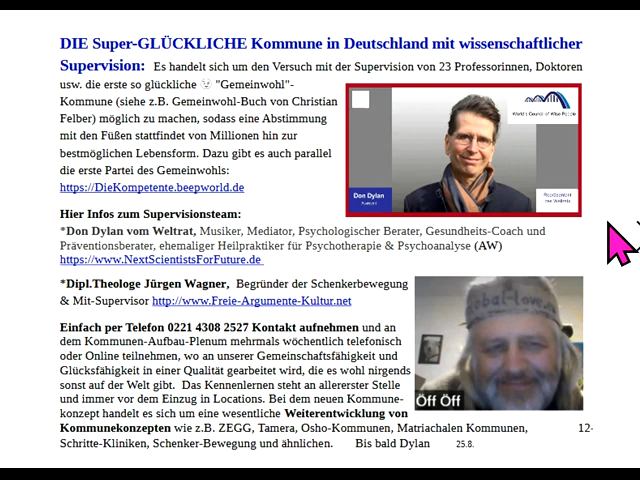 DIE Super-GLÜCKLICHE Kommune in Deutschland mit wissenschaftlicher
Supervision: Es handelt sich um den Versuch mit der Supervision von 23 Professorinnen, Doktoren
usw. die erste so glückliche "Gemeinwohl"-
Kommune (siehe z.B. Gemeinwohl-Buch von Christian
Felber) möglich zu machen, sodass eine Abstimmung
mit den Füßen stattfindet von Millionen hin zur
bestmöglichen Lebensform. Dazu gibt es auch parallel
die erste Partei des Gemeinwohls:
https://DieKompetente.beepworld.de
World's Council of Wise People
Don Dylan
Hier Infos zum Supervisionsteam:
*Don Dylan vom Weltrat, Musiker, Mediator, Psychologischer Berater, Gesundheits-Coach und
Präventionsberater, ehemaliger Heilpraktiker für Psychotherapie & Psychoanalyse (AW)
https://www.NextScientistsForFuture.de
*Dipl.Theologe Jürgen Wagner, Begründer der Schenkerbewegung
& Mit-Supervisor http://www.Freie-Argumente-Kultur.net
Einfach per Telefon 0221 4308 2527 Kontakt aufnehmen und an
dem Kommunen-Aufbau-Plenum mehrmals wöchentlich telefonisch
oder Online teilnehmen, wo an unserer Gemeinschaftsfähigkeit und
Glücksfähigkeit in einer Qualität gearbeitet wird, die es wohl nirgends
sonst auf der Welt gibt. Das Kennenlernen steht an allererster Stelle
und immer vor dem Einzug in Locations. Bei dem neuen Kommune-
konzept handelt es sich um eine wesentliche Weiterentwicklung von
Kommunekonzepten wie z.B. ZEGG, Tamera, Osho-Kommunen, Matriachalen Kommunen,
Schritte-Kliniken, Schenker-Bewegung und ähnlichen. Bis bald Dylan 25.8.
Öff Öff
12-